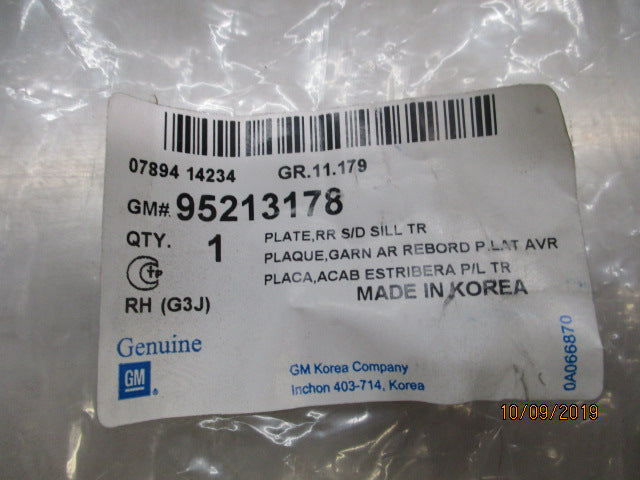 07894 14234 GR.11.179
GM# 95213178
QTY. 1
PLATE,RR S/D SILL TR
PLAQUE,GARN AR REBORD P.LAT AVR
PLACA,ACAB ESTRIBERA P/L TR
MADE IN KOREA
TP
RH (G3J)
Genuine
GM
GM Korea Company
Inchon 403-714, Korea
0A066870
10/09/2019